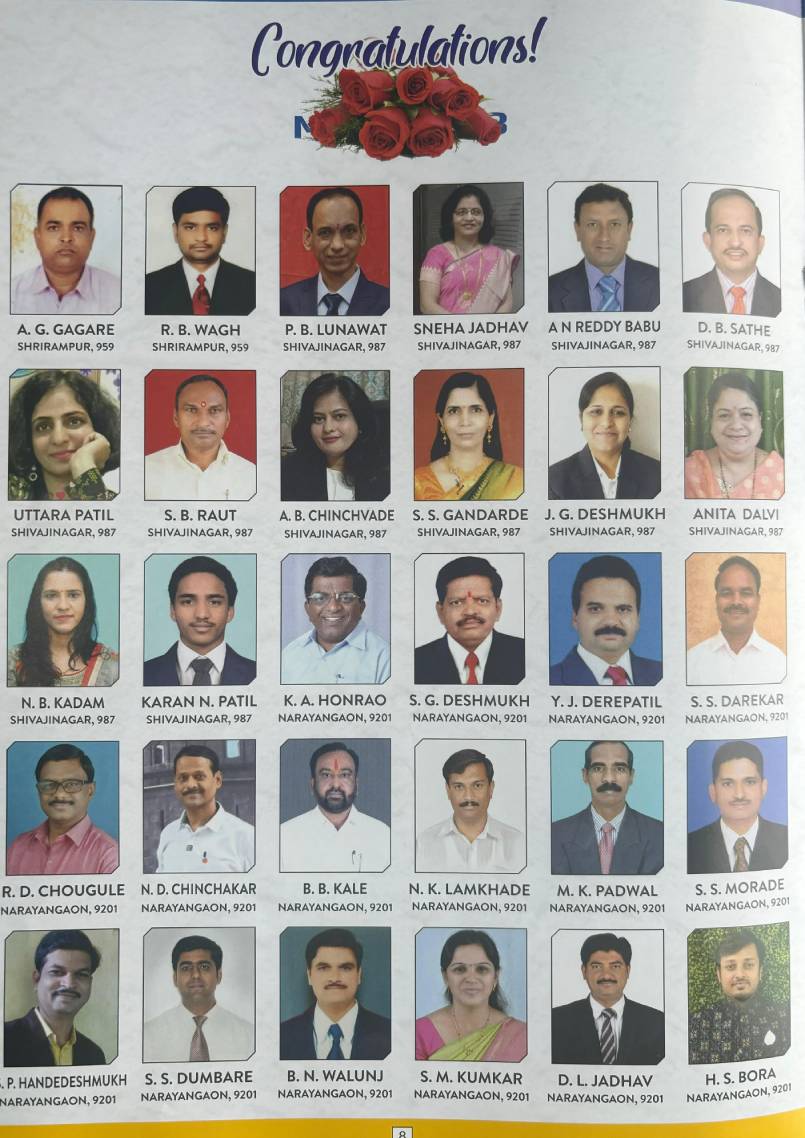 Congratulations!
A. G. GAGARE
SHRIRAMPUR, 959
R. B. WAGH
SHRIRAMPUR, 959
P. B. LUNAWAT
SHIVAJINAGAR, 987
SNEHA JADHAV
SHIVAJINAGAR, 987
A N REDDY BABU
SHIVAJINAGAR, 987
D. B. SATHE
SHIVAJINAGAR, 987
UTTARA PATIL
SHIVAJINAGAR, 987
S. B. RAUT
SHIVAJINAGAR, 987
A. B. CHINCHVADE
SHIVAJINAGAR, 987
S. S. GANDARDE
SHIVAJINAGAR, 987
J. G. DESHMUKH
SHIVAJINAGAR, 987
ANITA DALVI
SHIVAJINAGAR, 987
N. B. KADAM
SHIVAJINAGAR, 987
KARAN N. PATIL
SHIVAJINAGAR, 987
K. A. HONRAO
NARAYANGAON, 9201
S. G. DESHMUKH
NARAYANGAON, 9201
Y. J. DEREPATIL
NARAYANGAON, 9201
S. S. DAREKAR
NARAYANGAON, 9201
R. D. CHOUGULE
NARAYANGAON, 9201
N. D. CHINCHAKAR
NARAYANGAON, 9201
B. B. KALE
NARAYANGAON, 9201
N. K. LAMKHADE
NARAYANGAON, 9201
M. K. PADWAL
NARAYANGAON, 9201
S. S. MORADE
NARAYANGAON, 9201
P. HANDEDESHMUKH
NARAYANGAON, 9201
S. S. DUMBARE
NARAYANGAON, 9201
B. N. WALUNJ
NARAYANGAON, 9201
S. M. KUMKAR
NARAYANGAON, 9201
D. L. JADHAV
NARAYANGAON, 9201
H. S. BORA
NARAYANGAON, 9201
8